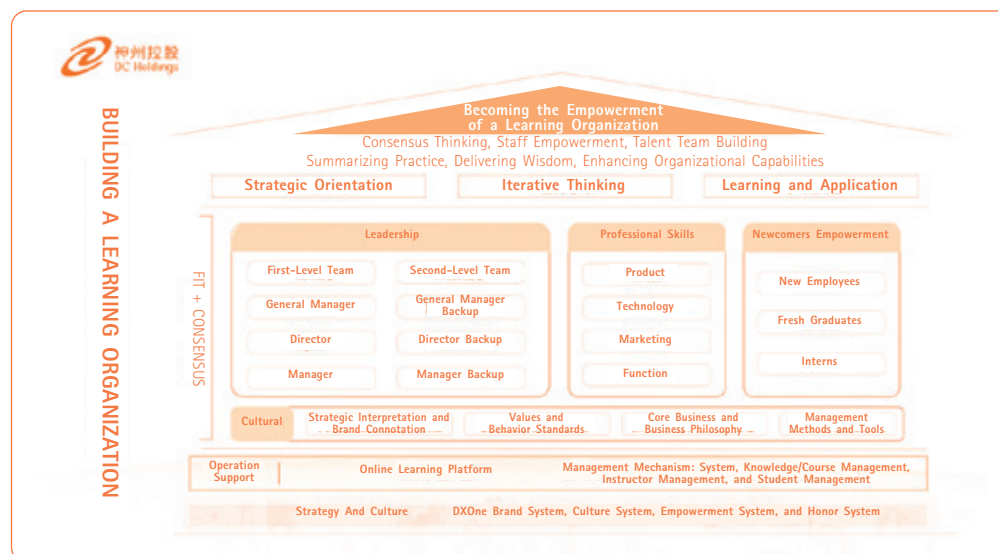 神州控股
DC Holdings
BUILDING A LEARNING ORGANIZATION
Becoming the Empowerment
of a Learning Organization
Consensus Thinking, Staff Empowerment, Talent Team Building
Summarizing Practice, Delivering Wisdom, Enhancing Organizational Capabilities
Strategic Orientation
Iterative Thinking
Learning and Application
FIT + CONSENSUS
Leadership
First-Level Team
Second-Level Team
General Manager
General Manager
Backup
Director
Director Backup
Manager
Manager Backup
Professional Skills
Product
Technology
Marketing
Function
Newcomers Empowerment
New Employees
Fresh Graduates
Interns
Cultural
Strategic Interpretation and
Brand Connotation
Values and
Behavior Standards
Core Business and
Business Philosophy
Management
Methods and Tools
Operation
Support
Online Learning Platform
Management Mechanism: System, Knowledge/Course Management,
Instructor Management, and Student Management
Strategy And Culture
DXOne Brand System, Culture System, Empowerment System, and Honor System